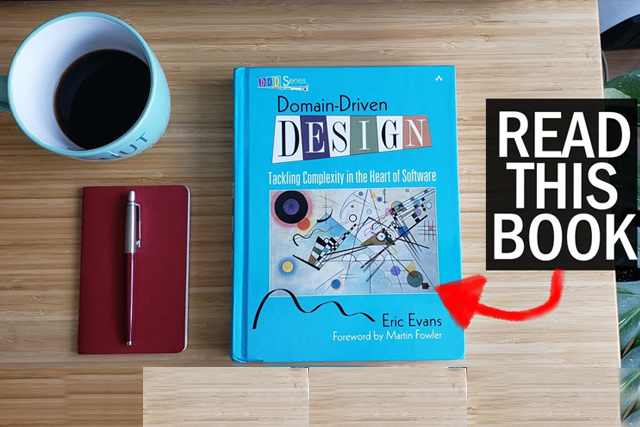 DDD Series
Domain-Driven
DESIGN
Tackling Complexity in the Heart of Software
Eric Evans
Foreword by Martin Fowler
READ
THIS
BOOK
NUT